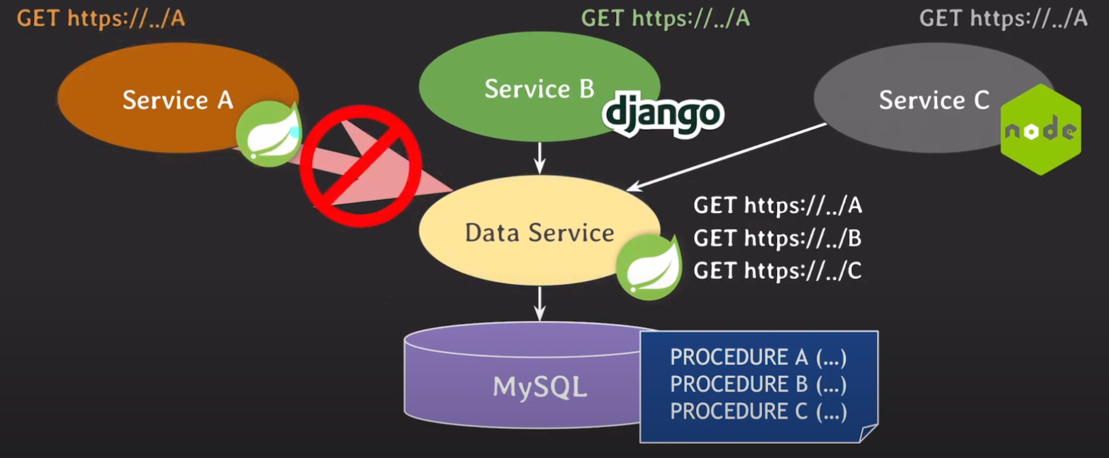 GET https://../A
GET https://../A
GET https://../A
Service A
Service B
django
Service C
node
Data Service
GET https://../A
GET https://../B
GET https://../C
MySQL
PROCEDURE A (...)
PROCEDURE B (...)
PROCEDURE C (...)